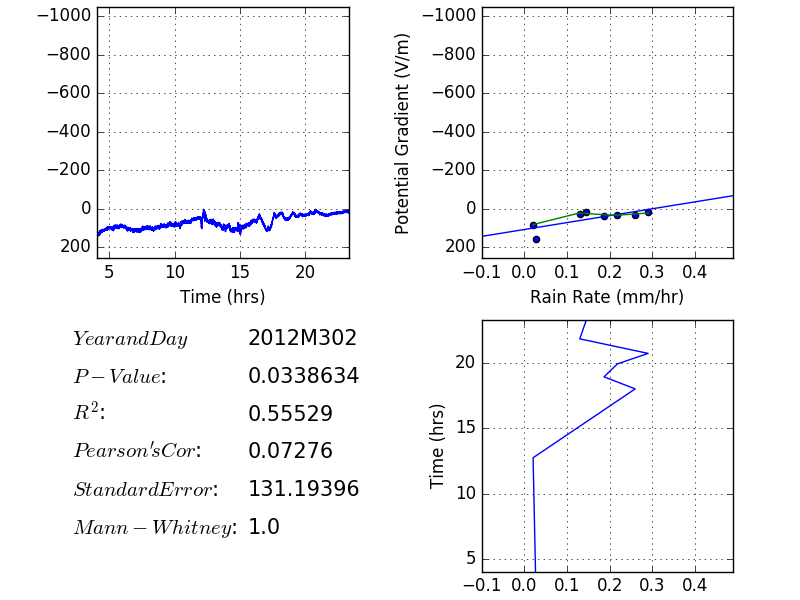 −1000
−800
−600
−400
−200
0
200
5 10 15 20
Time (hrs)
Potential Gradient (V/m)
−1000
−800
−600
−400
−200
0
200
−0.1 0.0 0.1 0.2 0.3 0.4
Rain Rate (mm/hr)
YearandDay 2012M302
P − Value: 0.0338634
R²: 0.55529
Pearson'sCor: 0.07276
StandardError: 131.19396
Mann − Whitney: 1.0
Time (hrs)
20
15
10
5
−0.1 0.0 0.1 0.2 0.3 0.4